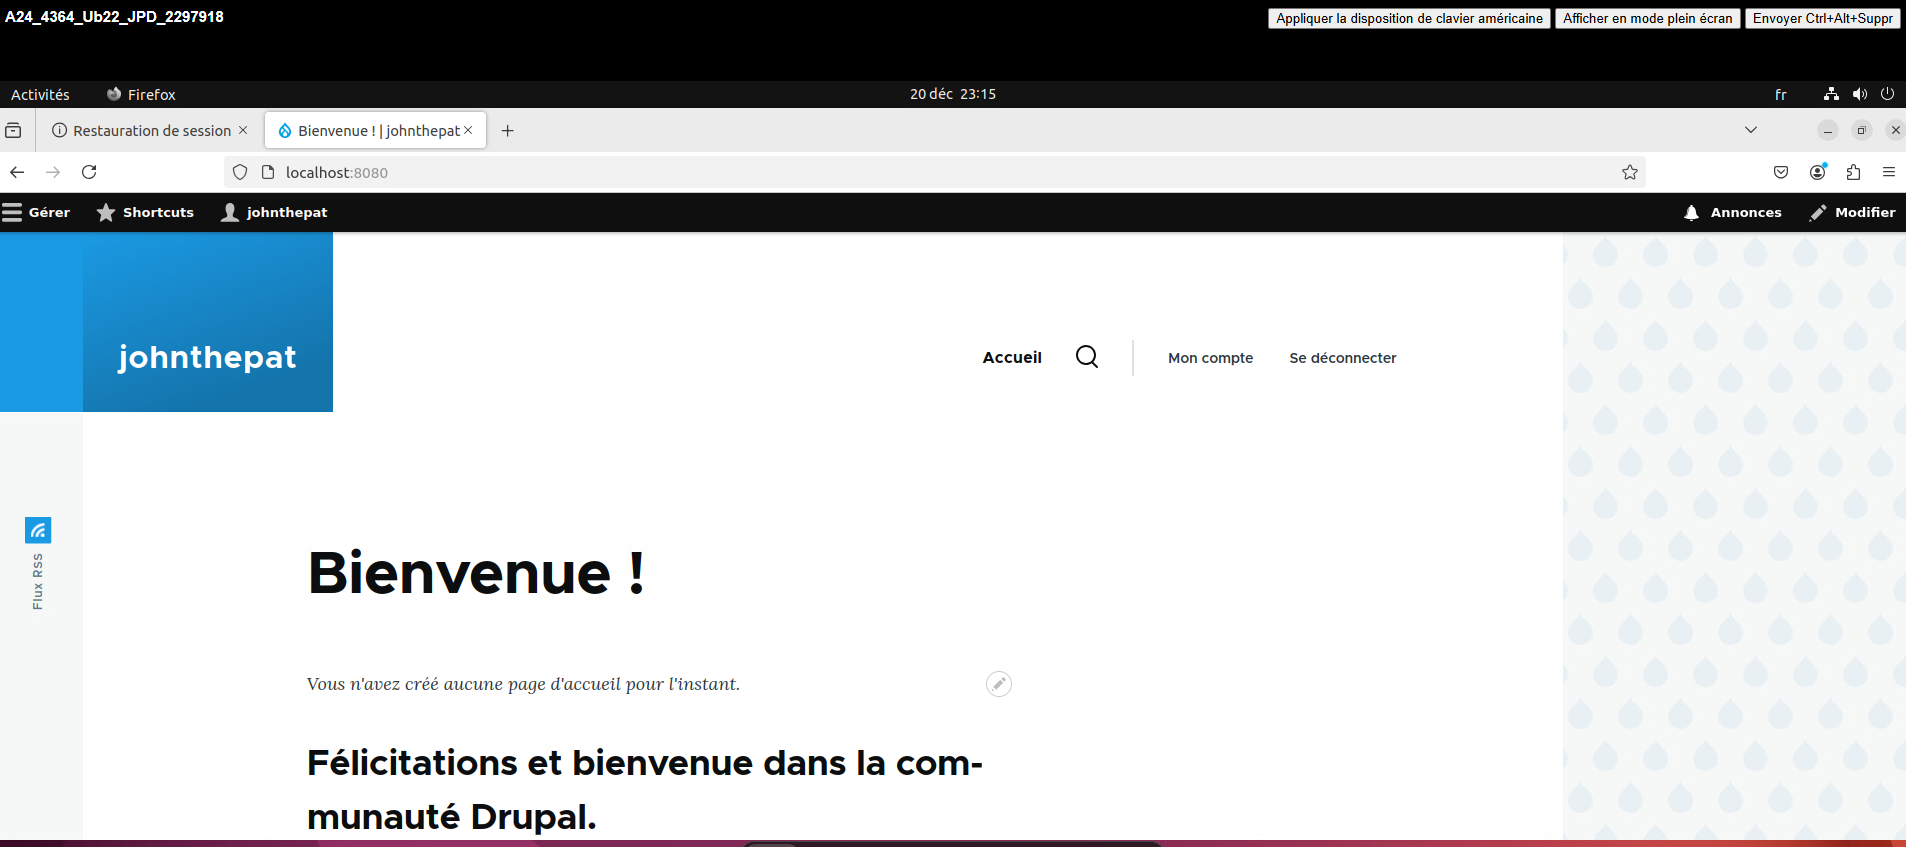 A24_4364_Ub22_JPD_2297918
Appliquer la disposition de clavier américaine Afficher en mode plein écran Envoyer Ctrl+Alt+Suppr
Activités Firefox 20 déc 23:15 fr
Restauration de session Bienvenue ! | johnthepat
localhost:8080
Gérer Shortcuts johnthepat Annonces Modifier
johnthepat
Accueil Mon compte Se déconnecter
Flux RSS
Bienvenue !
Vous n'avez créé aucune page d'accueil pour l'instant.
Félicitations et bienvenue dans la com-
munauté Drupal.